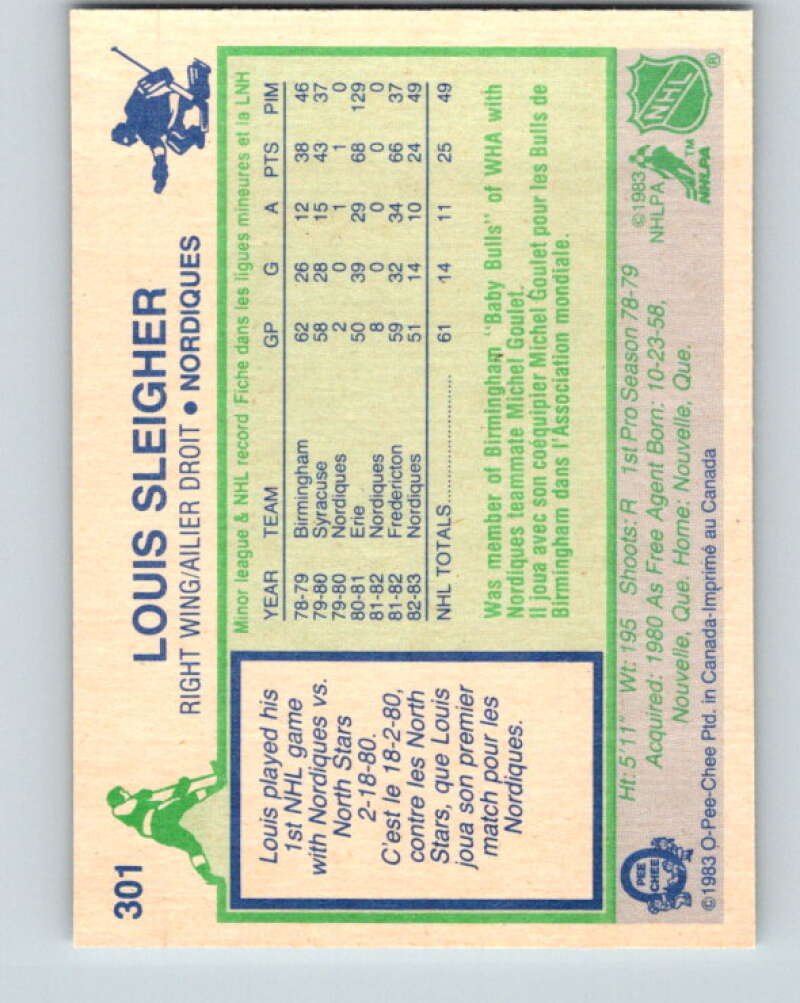 301
LOUIS SLEIGHER
RIGHT WING/AILIER DROIT • NORDIQUES
Louis played his
1st NHL game
with Nordiques vs.
North Stars
2-18-80.
C'est le 18-2-80,
contre les North
Stars, que Louis
joua son premier
match pour les
Nordiques.
Minor league & NHL record Fiche dans les ligues mineures et la LNH
YEAR TEAM GP G A PTS PIM
78-79 Birmingham 62 26 12 38 46
79-80 Syracuse 58 28 15 43 37
79-80 Nordiques 2 0 1 1 0
80-81 Erie 50 39 29 68 129
81-82 Nordiques 8 0 0 0 0
81-82 Fredericton 59 32 34 66 37
82-83 Nordiques 51 14 10 24 49
NHL TOTALS 61 14 11 25 49
Was member of Birmingham "Baby Bulls" of WHA with
Nordiques teammate Michel Goulet.
Il joua avec son coéquipier Michel Goulet pour les Bulls de
Birmingham dans l'Association mondiale.
Ht: 5'11" Wt: 195 Shoots: R 1st Pro Season 78-79
Acquired: 1980 As Free Agent Born: 10-23-58,
Nouvelle, Que. Home: Nouvelle, Que.
©1983 O-Pee-Chee Ptd. in Canada-Imprimé au Canada
O PEE CHEE
©1983
NHLPA
NHLPA TM
NHL ®